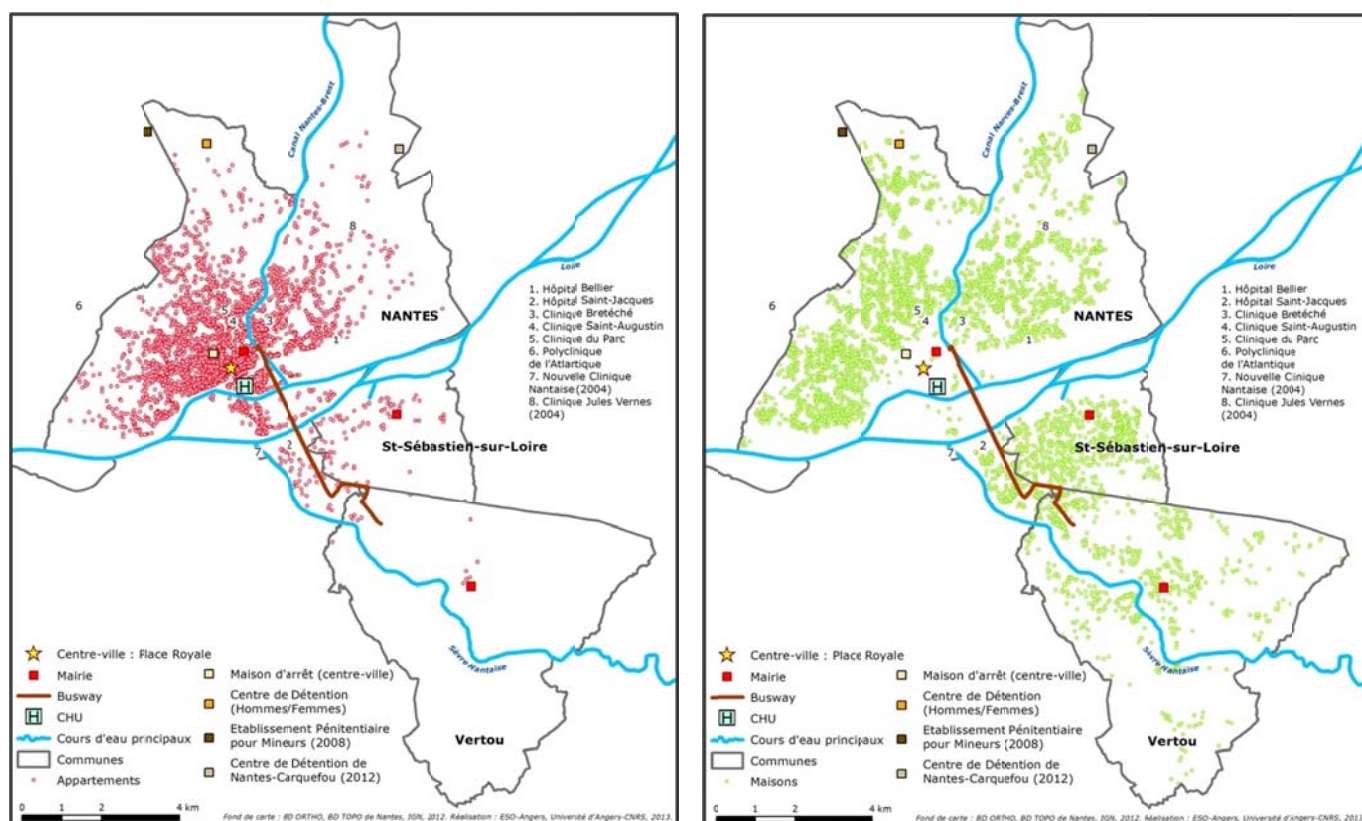 Canal Nantes-Brest
8
Loire
6
5
4
3
1
NANTES
1. Hôpital Bellier
2. Hôpital Saint-Jacques
3. Clinique Bretéché
4. Clinique Saint-Augustin
5. Clinique du Parc
6. Polyclinique
de l'Atlantique
7. Nouvelle Clinique
Nantaise (2004)
8. Clinique Jules Vernes
(2004)
H
2
7
St-Sébastien-sur-Loire
Sèvre Nantaise
Vertou
Centre-ville : Place Royale
Mairie
Busway
H CHU
Cours d'eau principaux
Communes
Appartements
Maison d'arrêt (centre-ville)
Centre de Détention
(Hommes/Femmes)
Etablissement Pénitentiaire
pour Mineurs (2008)
Centre de Détention de
Nantes-Carquefou (2012)
0 1 2 4 km
Fond de carte : BD ORTHO, BD TOPO de Nantes, IGN, 2012. Réalisation : ESO-Angers, Université d'Angers-CNRS, 2013.
Canal Nantes-Brest
8
Loire
6
5
4
3
1
NANTES
1. Hôpital Bellier
2. Hôpital Saint-Jacques
3. Clinique Bretéché
4. Clinique Saint-Augustin
5. Clinique du Parc
6. Polyclinique
de l'Atlantique
7. Nouvelle Clinique
Nantaise (2004)
8. Clinique Jules Vernes
(2004)
H
2
7
St-Sébastien-sur-Loire
Sèvre Nantaise
Vertou
Centre-ville : Place Royale
Mairie
Busway
H CHU
Cours d'eau principaux
Communes
Maisons
Maison d'arrêt (centre-ville)
Centre de Détention
(Hommes/Femmes)
Etablissement Pénitentiaire
pour Mineurs (2008)
Centre de Détention de
Nantes-Carquefou (2012)
0 1 2 4 km
Fond de carte : BD ORTHO, BD TOPO de Nantes, IGN, 2012. Réalisation : ESO-Angers, Université d'Angers-CNRS, 2013.